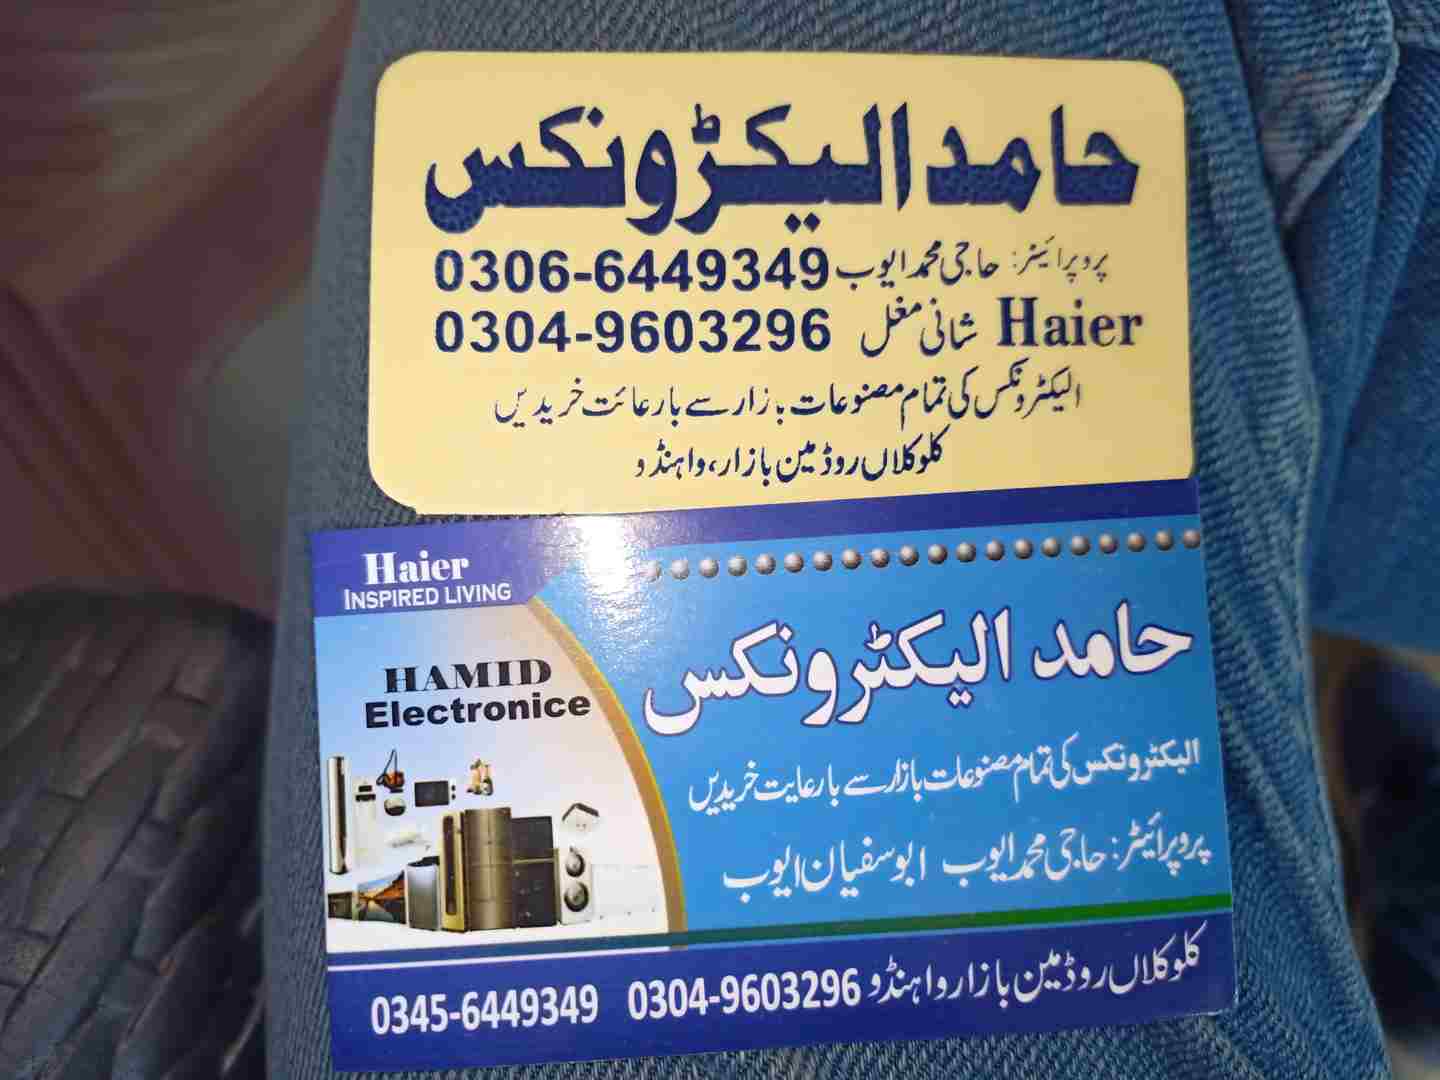 حامد الیکڑونکس
پروپرائیٹر: حاجی محمد ایوب 0306-6449349
Haier شانی مغل 0304-9603296
الیکٹرونکس کی تمام مصنوعات بازار سے بارعائت خریدیں
کلوکلاں روڈ مین بازار، واہنڈو
Haier
INSPIRED LIVING
HAMID
Electronice
حامد الیکٹرونکس
الیکٹرونکس کی تمام مصنوعات بازار سے بارعایت خریدیں
پروپرائیٹر: حاجی محمد ایوب ابوسفیان ایوب
کلوکلاں روڈ مین بازار واہنڈو 0304-9603296 0345-6449349